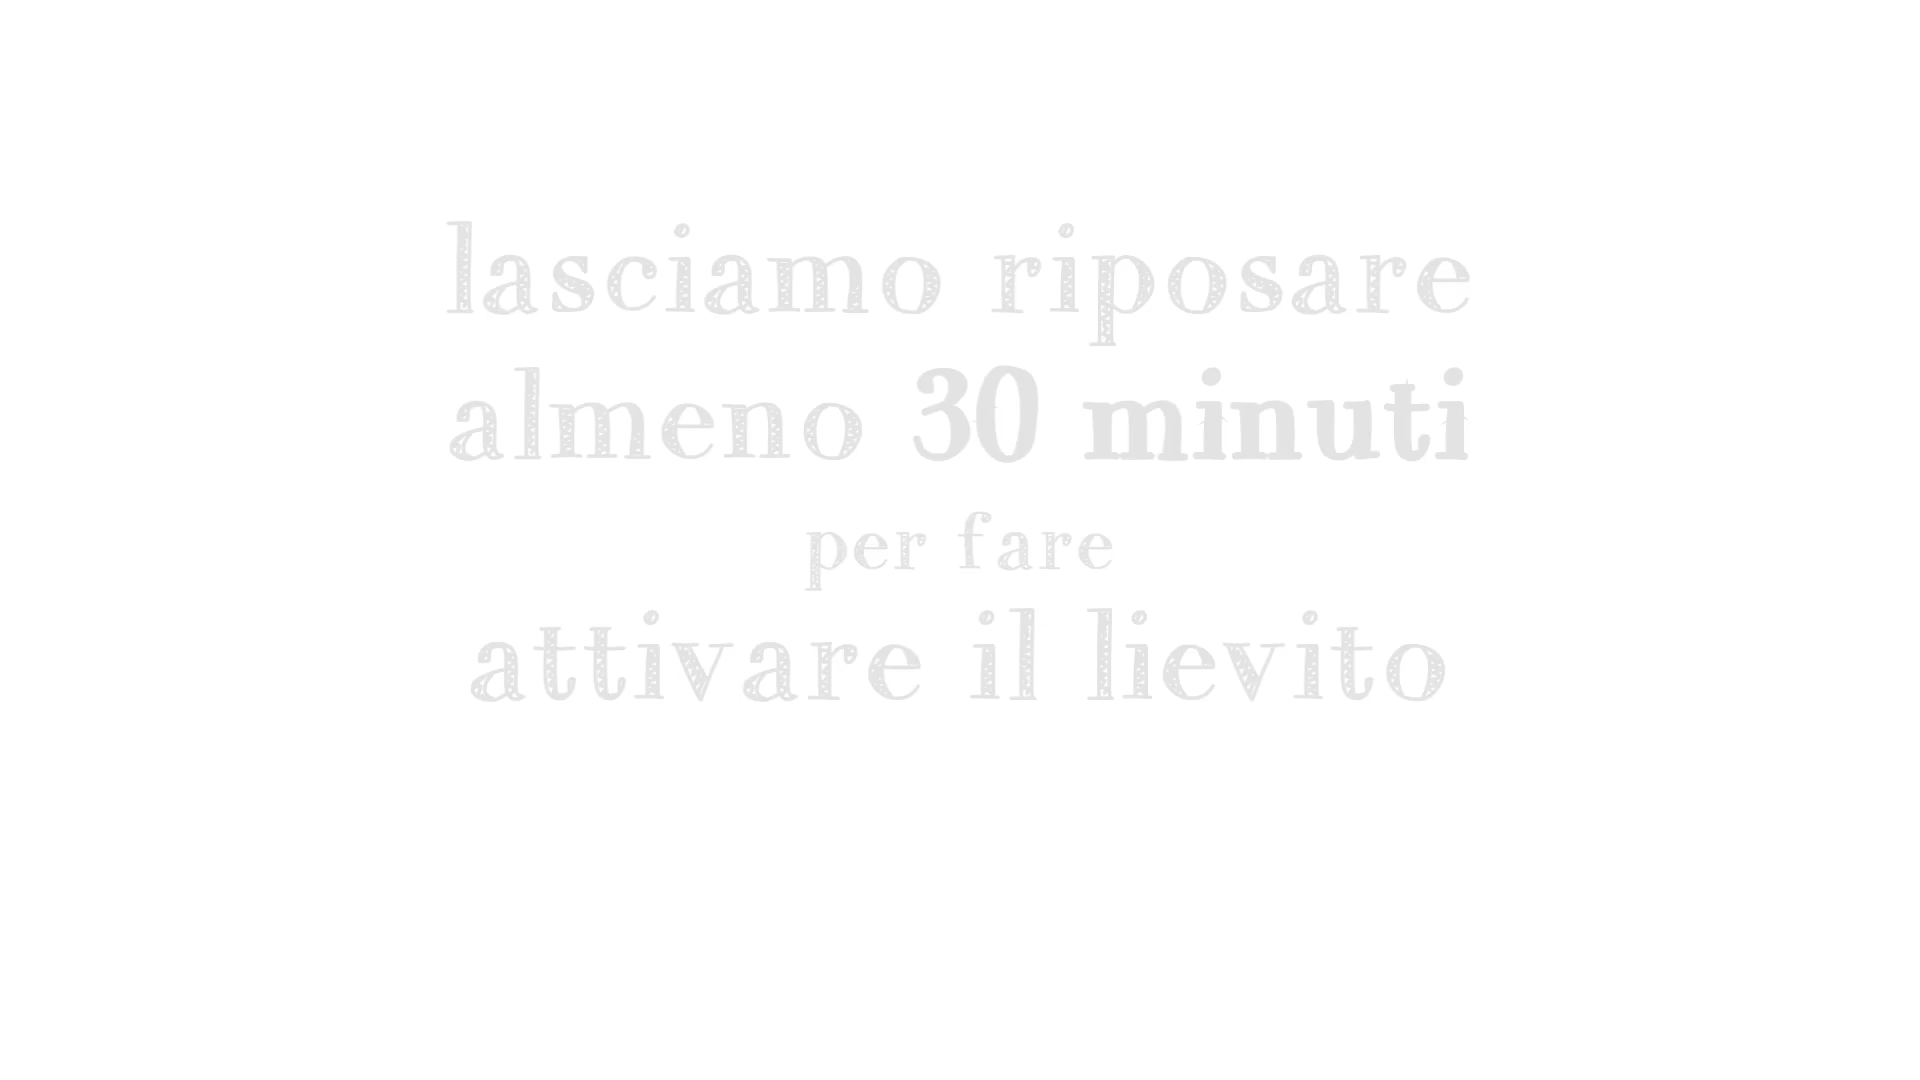 lasciamo riposare
almeno 30 minuti
per fare
attivare il lievito